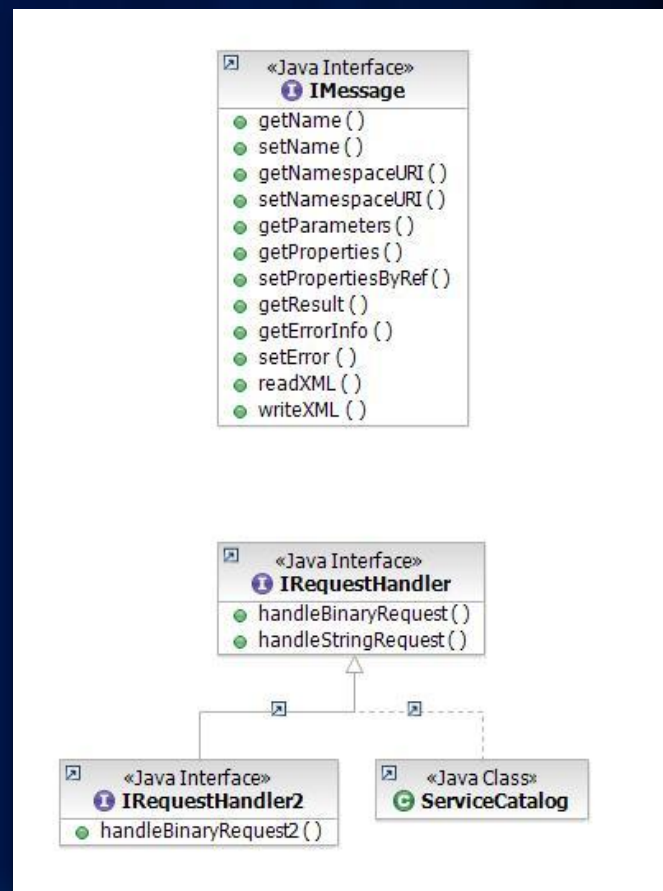 «Java Interface»
IMessage
getName ( )
setName ( )
getNamespaceURI ( )
setNamespaceURI ( )
getParameters ( )
getProperties ( )
setPropertiesByRef ( )
getResult ( )
getErrorInfo ( )
setError ( )
readXML ( )
writeXML ( )
«Java Interface»
IRequestHandler
handleBinaryRequest ( )
handleStringRequest ( )
«Java Interface»
IRequestHandler2
handleBinaryRequest2 ( )
«Java Class»
ServiceCatalog